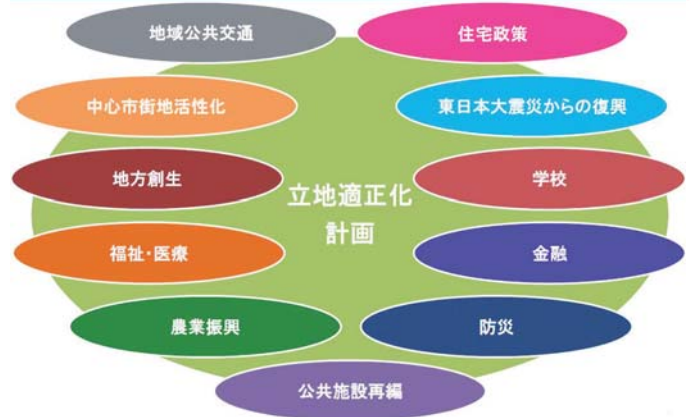 地域公共交通
住宅政策
中心市街地活性化
東日本大震災からの復興
地方創生
学校
立地適正化
計画
福祉・医療
金融
農業振興
防災
公共施設再編